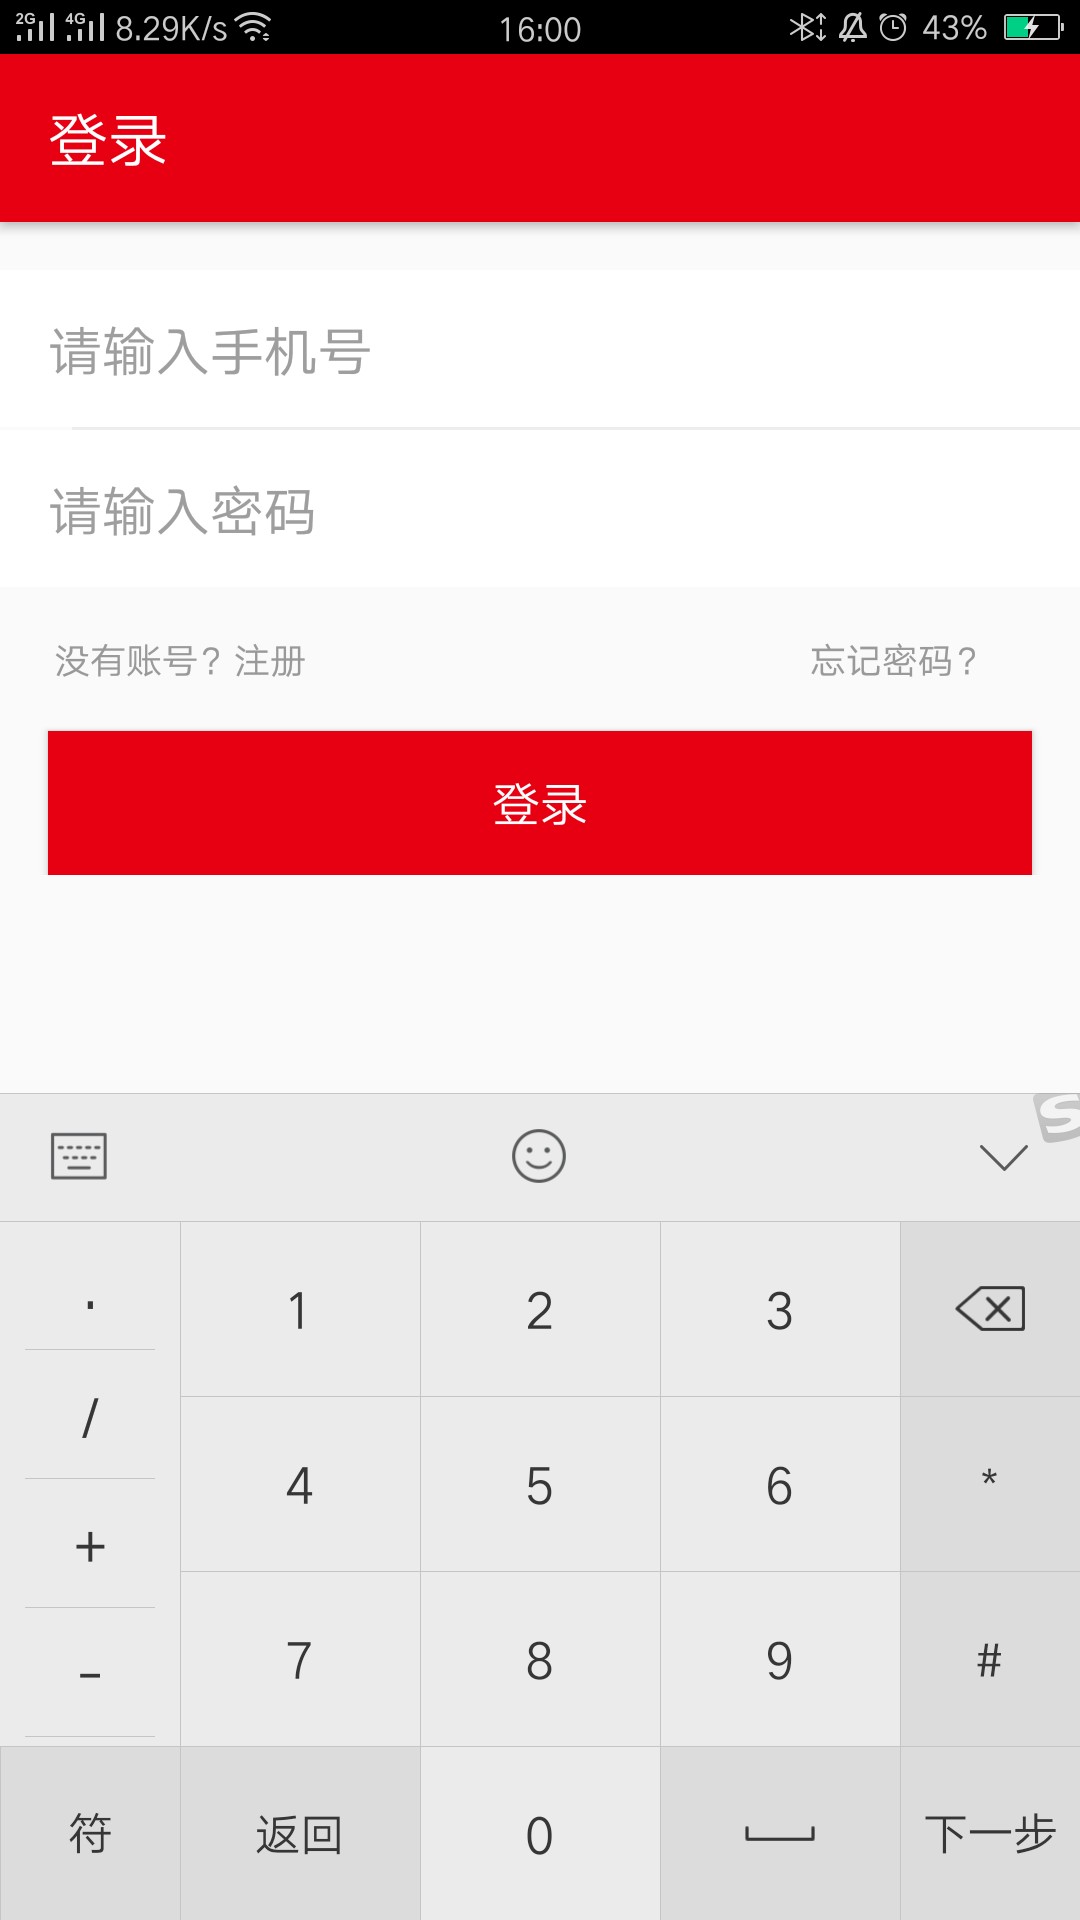 2G 4G 8.29K/s 16:00 43%
登录
请输入手机号
请输入密码
没有账号? 注册 忘记密码?
登录
S
. 1 2 3
/ 4 5 6 *
+
- 7 8 9 #
符 返回 0 下一步